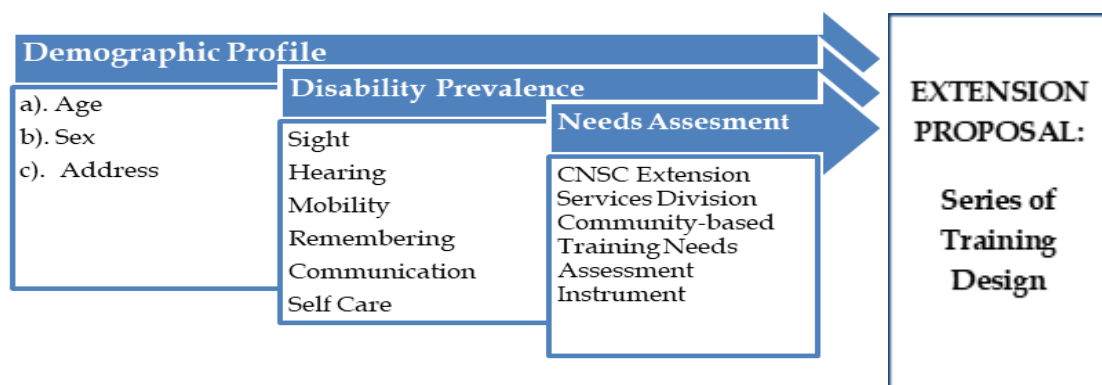 Demographic Profile
a). Age
b). Sex
c). Address
Disability Prevalence
Sight
Hearing
Mobility
Remembering
Communication
Self Care
Needs Assesment
CNSC Extension
Services Division
Community-based
Training Needs
Assessment
Instrument
EXTENSION
PROPOSAL:
Series of
Training
Design